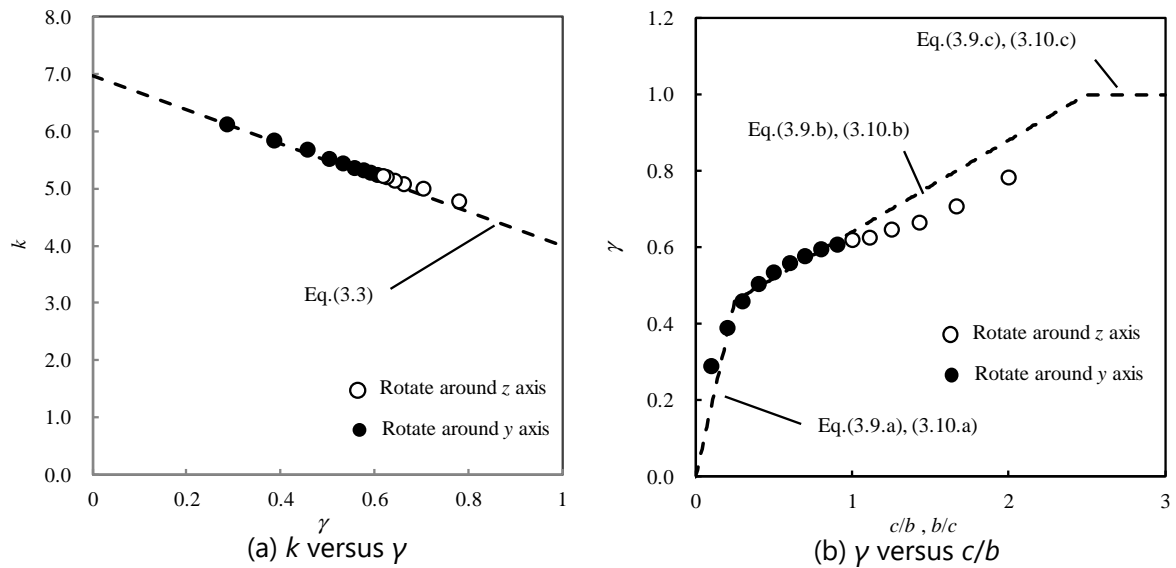 8.0
7.0
6.0
5.0
4.0
3.0
2.0
1.0
0.0
k
Eq.(3.3)
Rotate around z axis
Rotate around y axis
0 0.2 0.4 0.6 0.8 1
γ
(a) k versus γ
1.2
1.0
0.8
0.6
0.4
0.2
0.0
γ
Eq.(3.9.c), (3.10.c)
Eq.(3.9.b), (3.10.b)
Rotate around z axis
Rotate around y axis
Eq.(3.9.a), (3.10.a)
0 1 2 3
c/b , b/c
(b) γ versus c/b